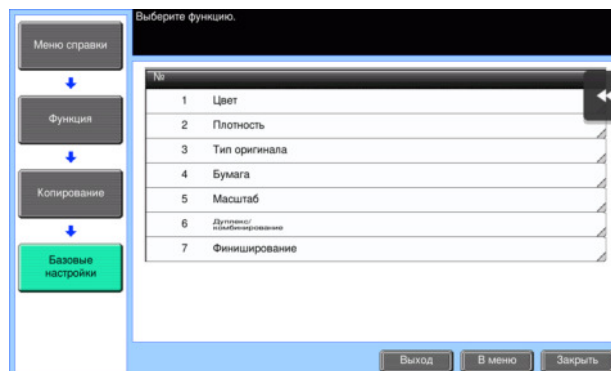 Выберите функцию.
Меню справки
Функция
Копирование
Базовые
настройки
№
1 Цвет
2 Плотность
3 Тип оригинала
4 Бумага
5 Масштаб
6 Дуплекс/
комбинирование
7 Финиширование
Выход
В меню
Закрыть